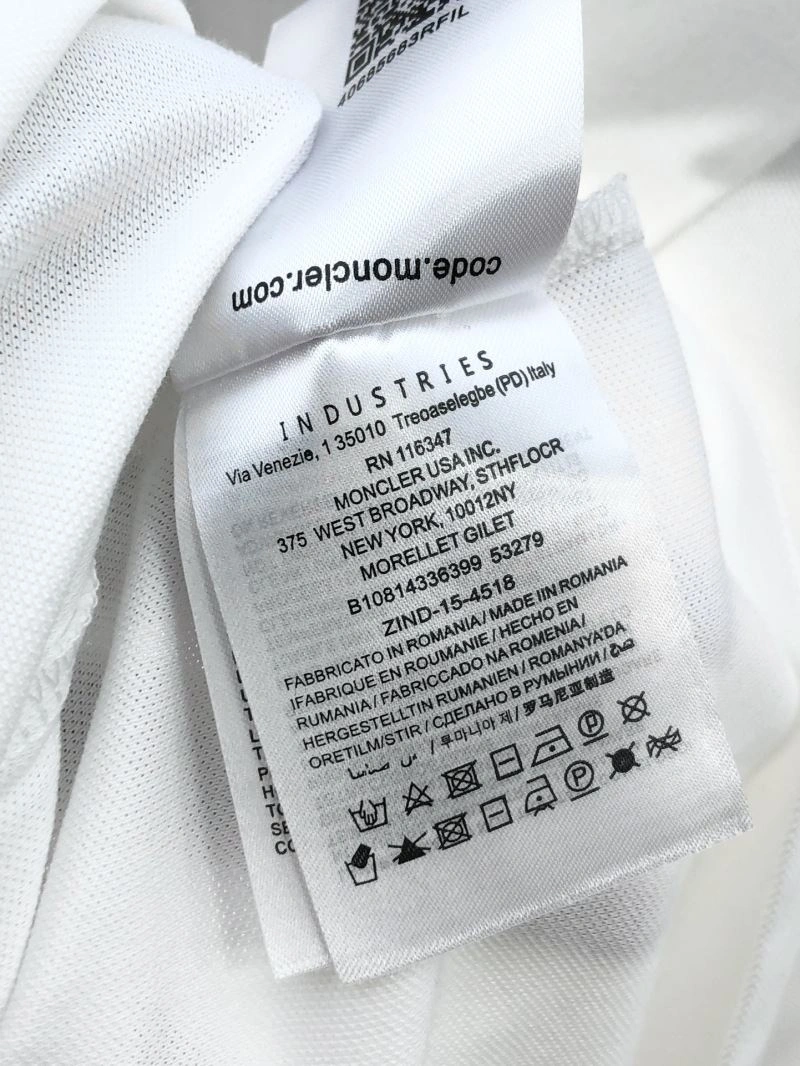 40685683RFIL
code.moncler.com
INDUSTRIES
Via Venezie, 1 35010 Treoaselegbe (PD) Italy
RN 116347
MONCLER USA INC.
375 WEST BROADWAY, 5THFLOCR
NEW YORK, 10012NY
MORELLET GILET
B10814336399 53279
ZIND-15-4518
FABBRICATO IN ROMANIA / MADE IIN ROMANIA
IFABRIQUE EN ROUMANIE / HECHO EN
RUMANIA / FABRICCADO NA ROMENIA /
HERGESTELLTIN RUMANIEN / ROMANYA'DA
ORETILM/STIR / СДЕЛАНО В РУМЫНИИ /
/ 루마니아 제 / 罗马尼亚制造